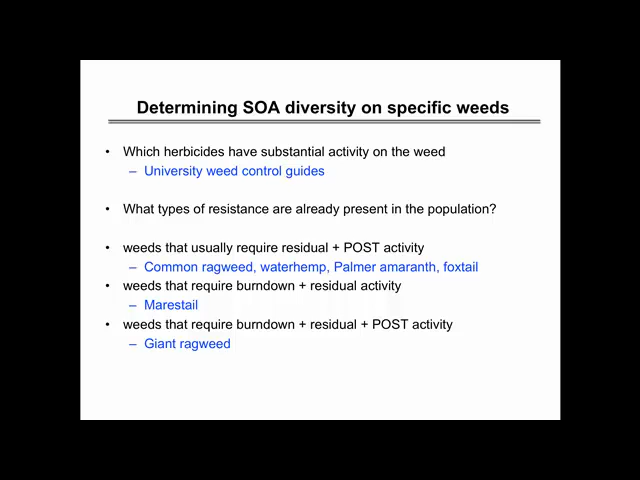 Determining SOA diversity on specific weeds
• Which herbicides have substantial activity on the weed
– University weed control guides
• What types of resistance are already present in the population?
• weeds that usually require residual + POST activity
– Common ragweed, waterhemp, Palmer amaranth, foxtail
• weeds that require burndown + residual activity
– Marestail
• weeds that require burndown + residual + POST activity
– Giant ragweed